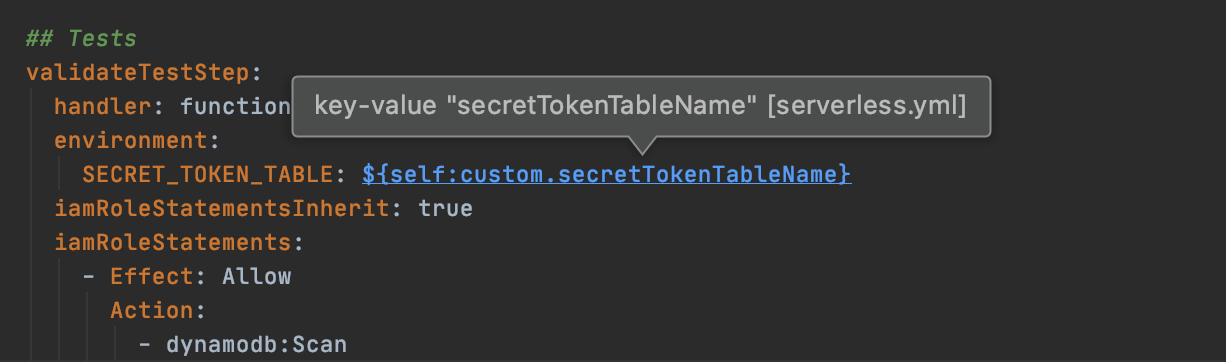 ## Tests
validateTestStep:
handler: function
key-value "secretTokenTableName" [serverless.yml]
environment:
SECRET_TOKEN_TABLE: ${self:custom.secretTokenTableName}
iamRoleStatementsInherit: true
iamRoleStatements:
- Effect: Allow
Action:
- dynamodb:Scan